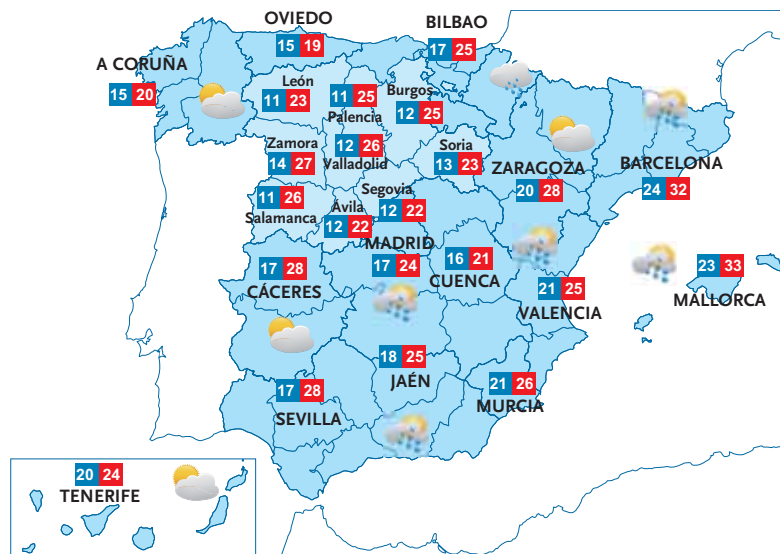 OVIEDO
15 19
BILBAO
17 25
A CORUÑA
15 20
León
11 23
11 25
Palencia
Burgos
12 25
Zamora
14 27
12 26
Valladolid
Soria
13 23
ZARAGOZA
20 28
BARCELONA
24 32
11 26
Salamanca
Ávila
12 22
Segovia
12 22
MADRID
17 24
16 21
CUENCA
17 28
CÁCERES
21 25
VALENCIA
23 33
MALLORCA
18 25
JAÉN
17 28
SEVILLA
21 26
MURCIA
20 24
TENERIFE